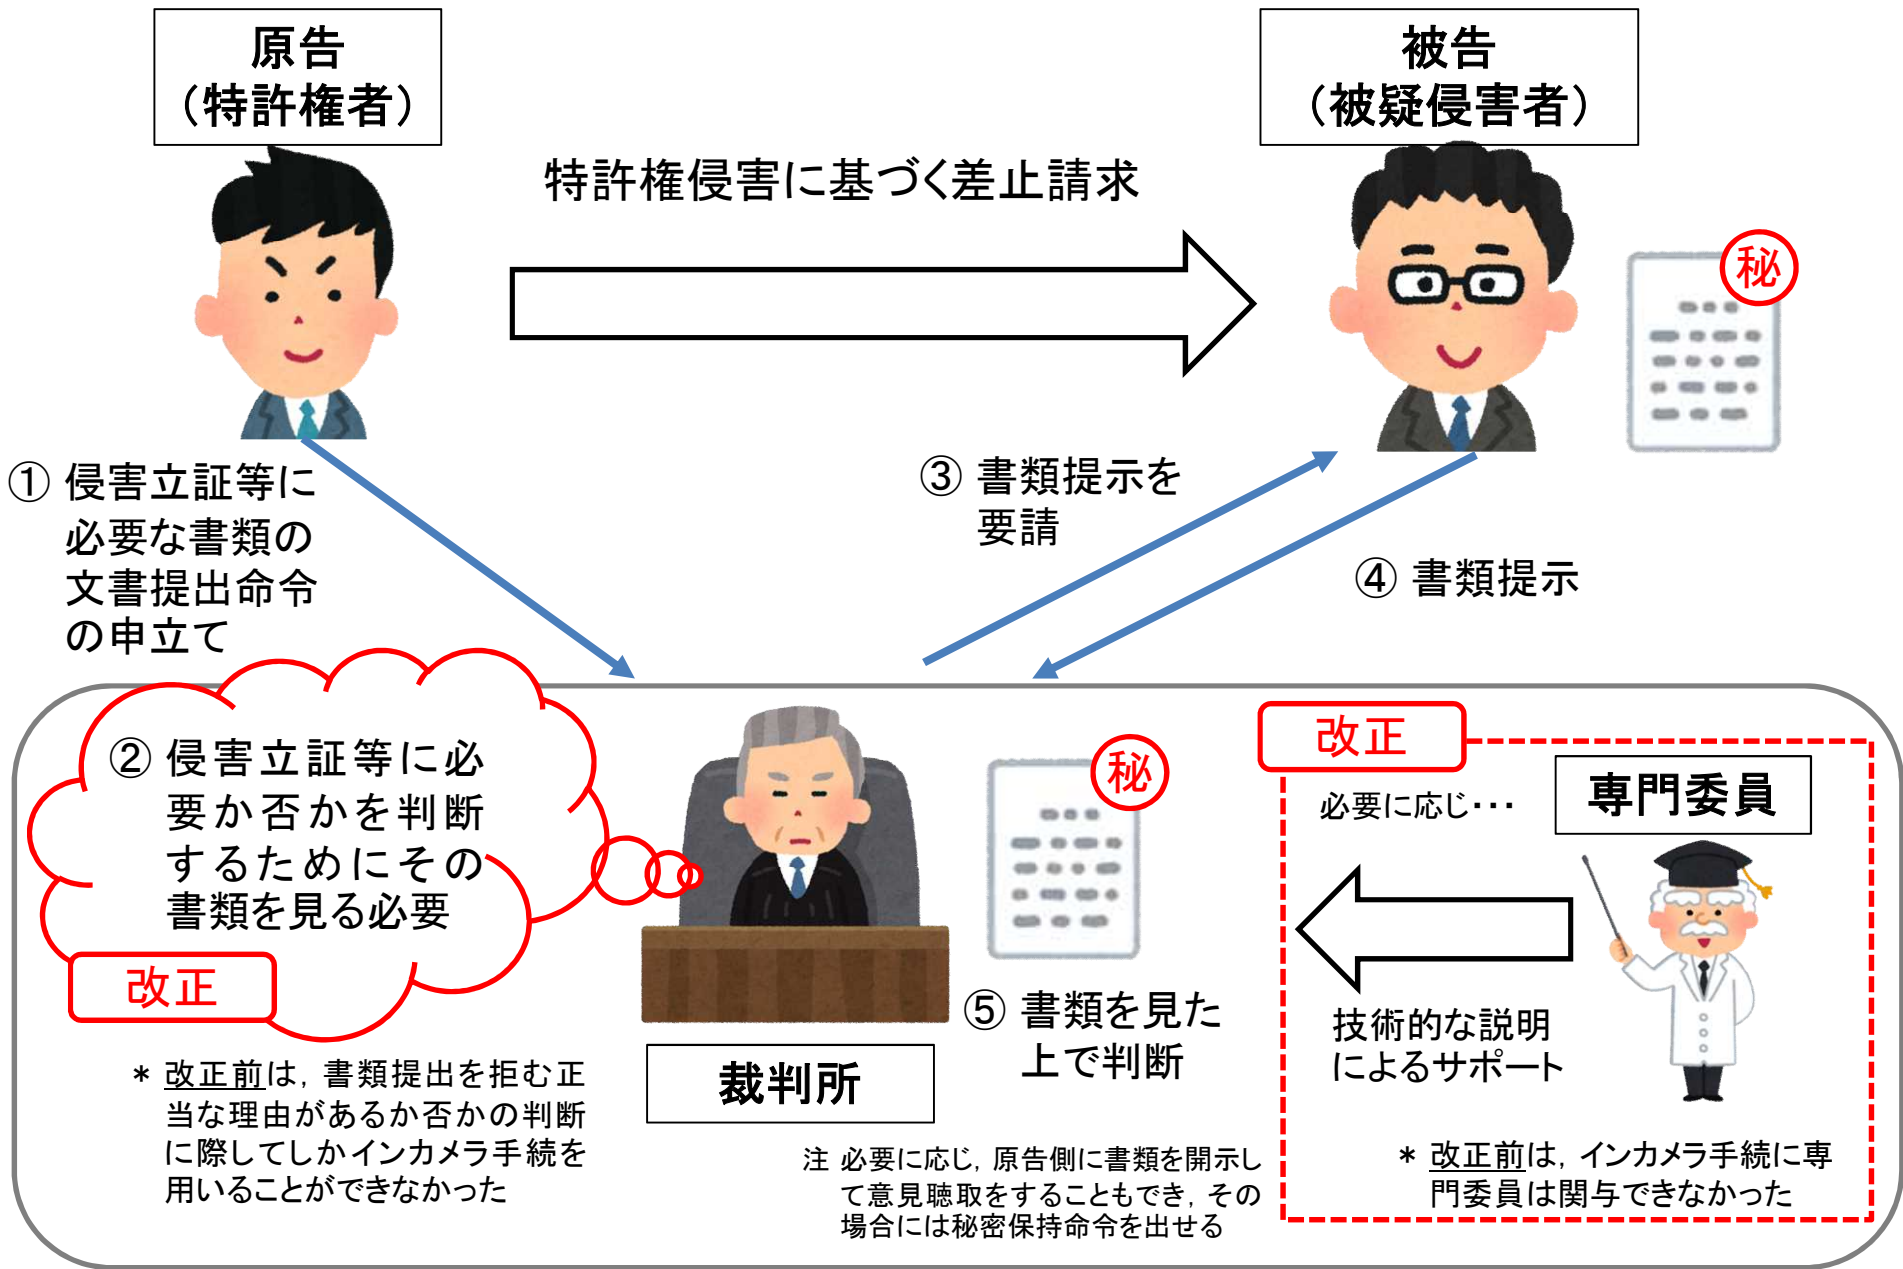 原告
（特許権者）
被告
（被疑侵害者）
特許権侵害に基づく差止請求
秘
① 侵害立証等に
必要な書類の
文書提出命令
の申立て
③ 書類提示を
要請
④ 書類提示
② 侵害立証等に必
要か否かを判断
するためにその
書類を見る必要
改正
* 改正前は，書類提出を拒む正
当な理由があるか否かの判断
に際してしかインカメラ手続を
用いることができなかった
秘
裁判所
⑤ 書類を見た
上で判断
注 必要に応じ，原告側に書類を開示し
て意見聴取をすることもでき，その
場合には秘密保持命令を出せる
改正
必要に応じ・・・
専門委員
技術的な説明
によるサポート
* 改正前は，インカメラ手続に専
門委員は関与できなかった